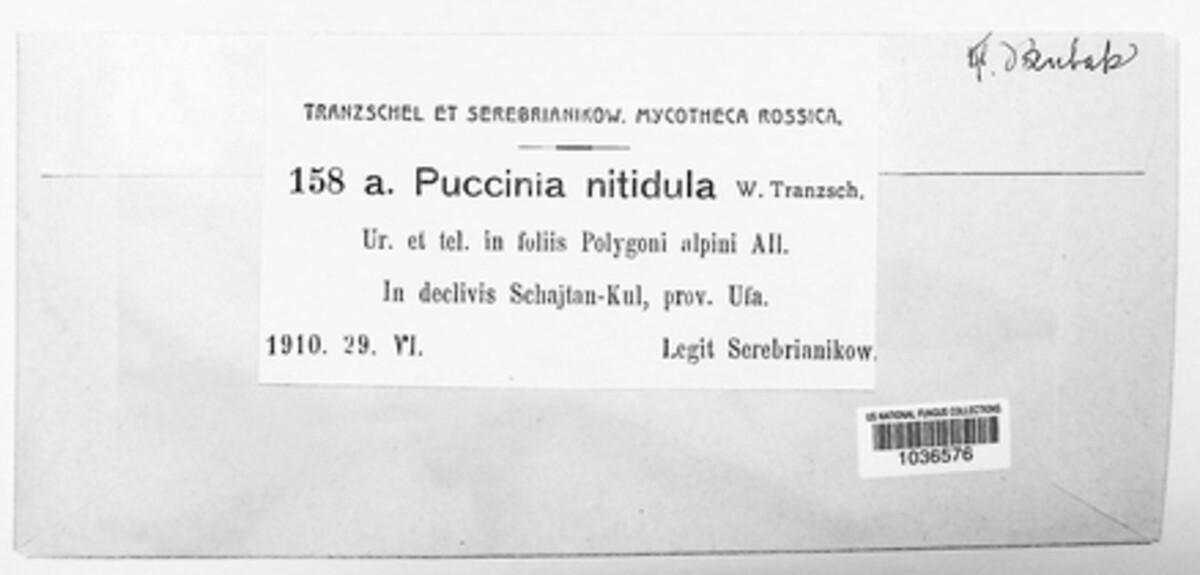 TRANZSCHEL ET SEREBRIANIKOW. MYCOTHECA ROSSICA.
158 a. Puccinia nitidula W. Tranzsch.
Ur. et tel. in foliis Polygoni alpini All.
In declivis Schajtan-Kul, prov. Ufa.
1910. 29. VI. Legit Serebrianikow.
US NATIONAL FUNGUS COLLECTIONS
1036576